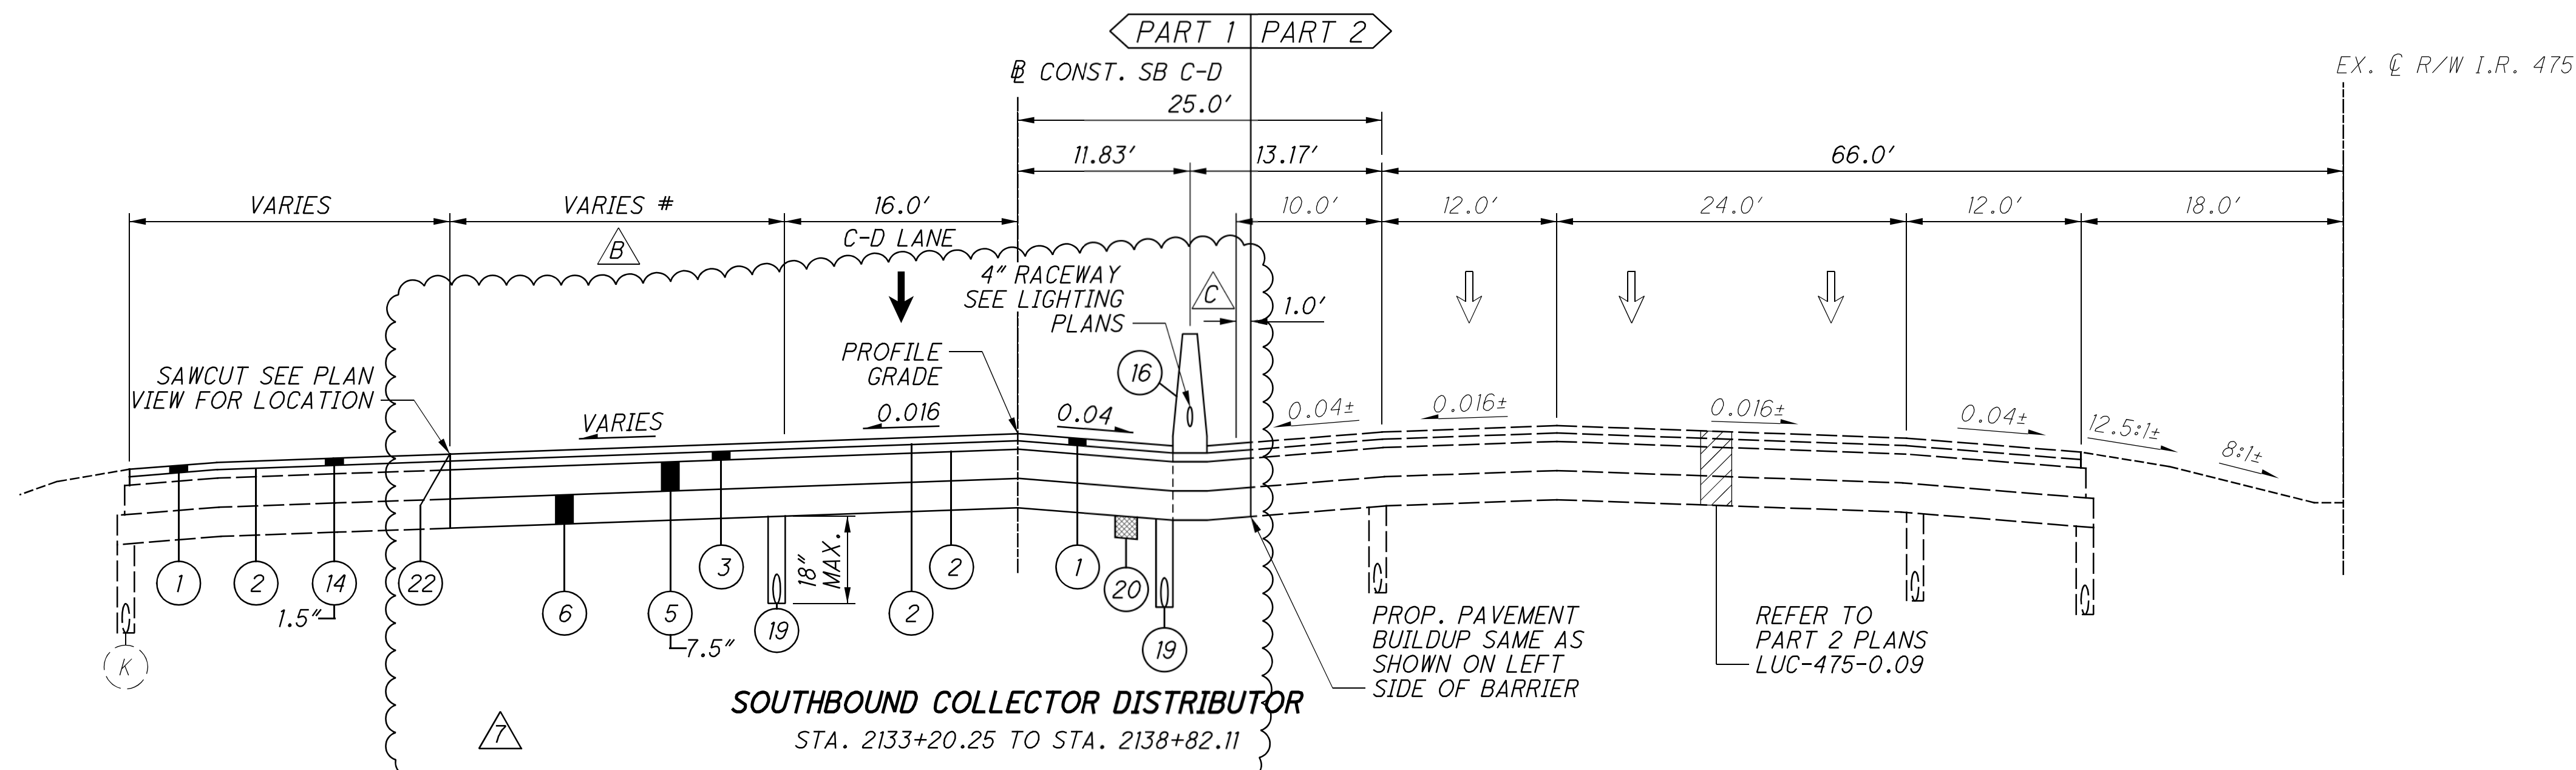 PART 1 PART 2
℄ CONST. SB C-D
EX. ℄ R/W I.R. 475
25.0'
11.83' 13.17' 66.0'
VARIES VARIES # 16.0' 10.0' 12.0' 24.0' 12.0' 18.0'
B
C-D LANE
4" RACEWAY
SEE LIGHTING
PLANS
C
1.0'
PROFILE
GRADE
16
SAWCUT SEE PLAN
VIEW FOR LOCATION
VARIES 0.016 0.04 0.04± 0.016± 0.016± 0.04± 12.5:1± 8:1±
1 2 14 22 3 2 1 20
1.5"
6 5 19 2 19
7.5"
18"
MAX.
K
PROP. PAVEMENT
BUILDUP SAME AS
SHOWN ON LEFT
SIDE OF BARRIER
REFER TO
PART 2 PLANS
LUC-475-0.09
SOUTHBOUND COLLECTOR DISTRIBUTOR
7
STA. 2133+20.25 TO STA. 2138+82.11